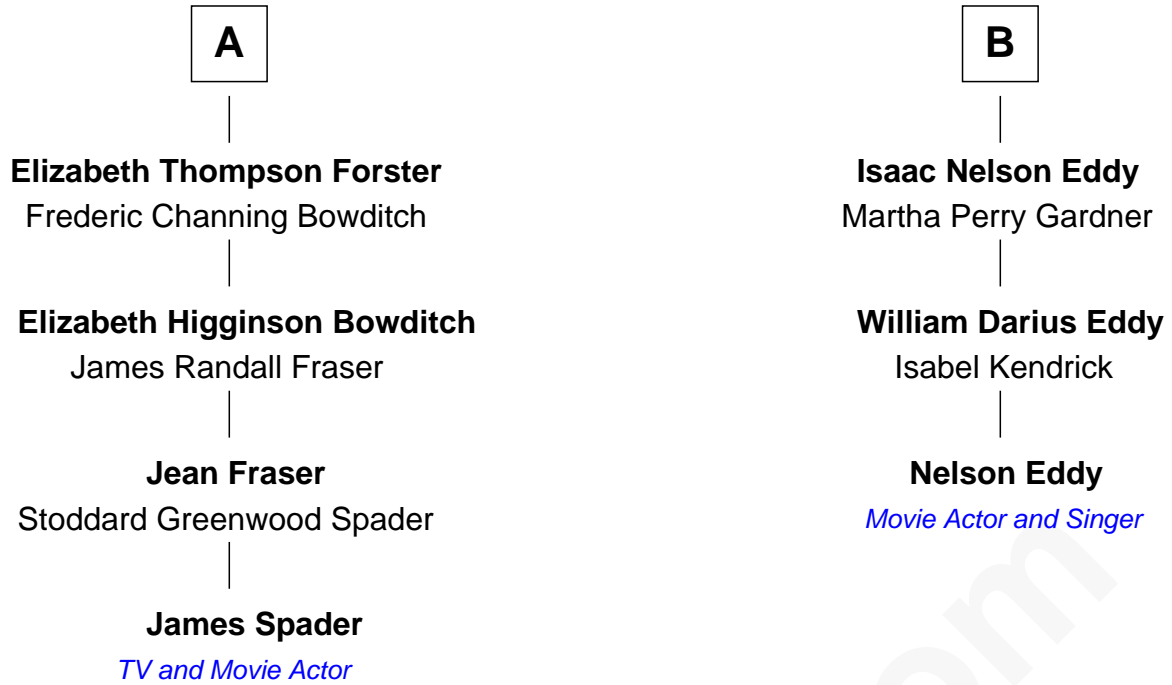 A
Elizabeth Thompson Forster
Frederic Channing Bowditch
Elizabeth Higginson Bowditch
James Randall Fraser
Jean Fraser
Stoddard Greenwood Spader
James Spader
TV and Movie Actor
B
Isaac Nelson Eddy
Martha Perry Gardner
William Darius Eddy
Isabel Kendrick
Nelson Eddy
Movie Actor and Singer
om